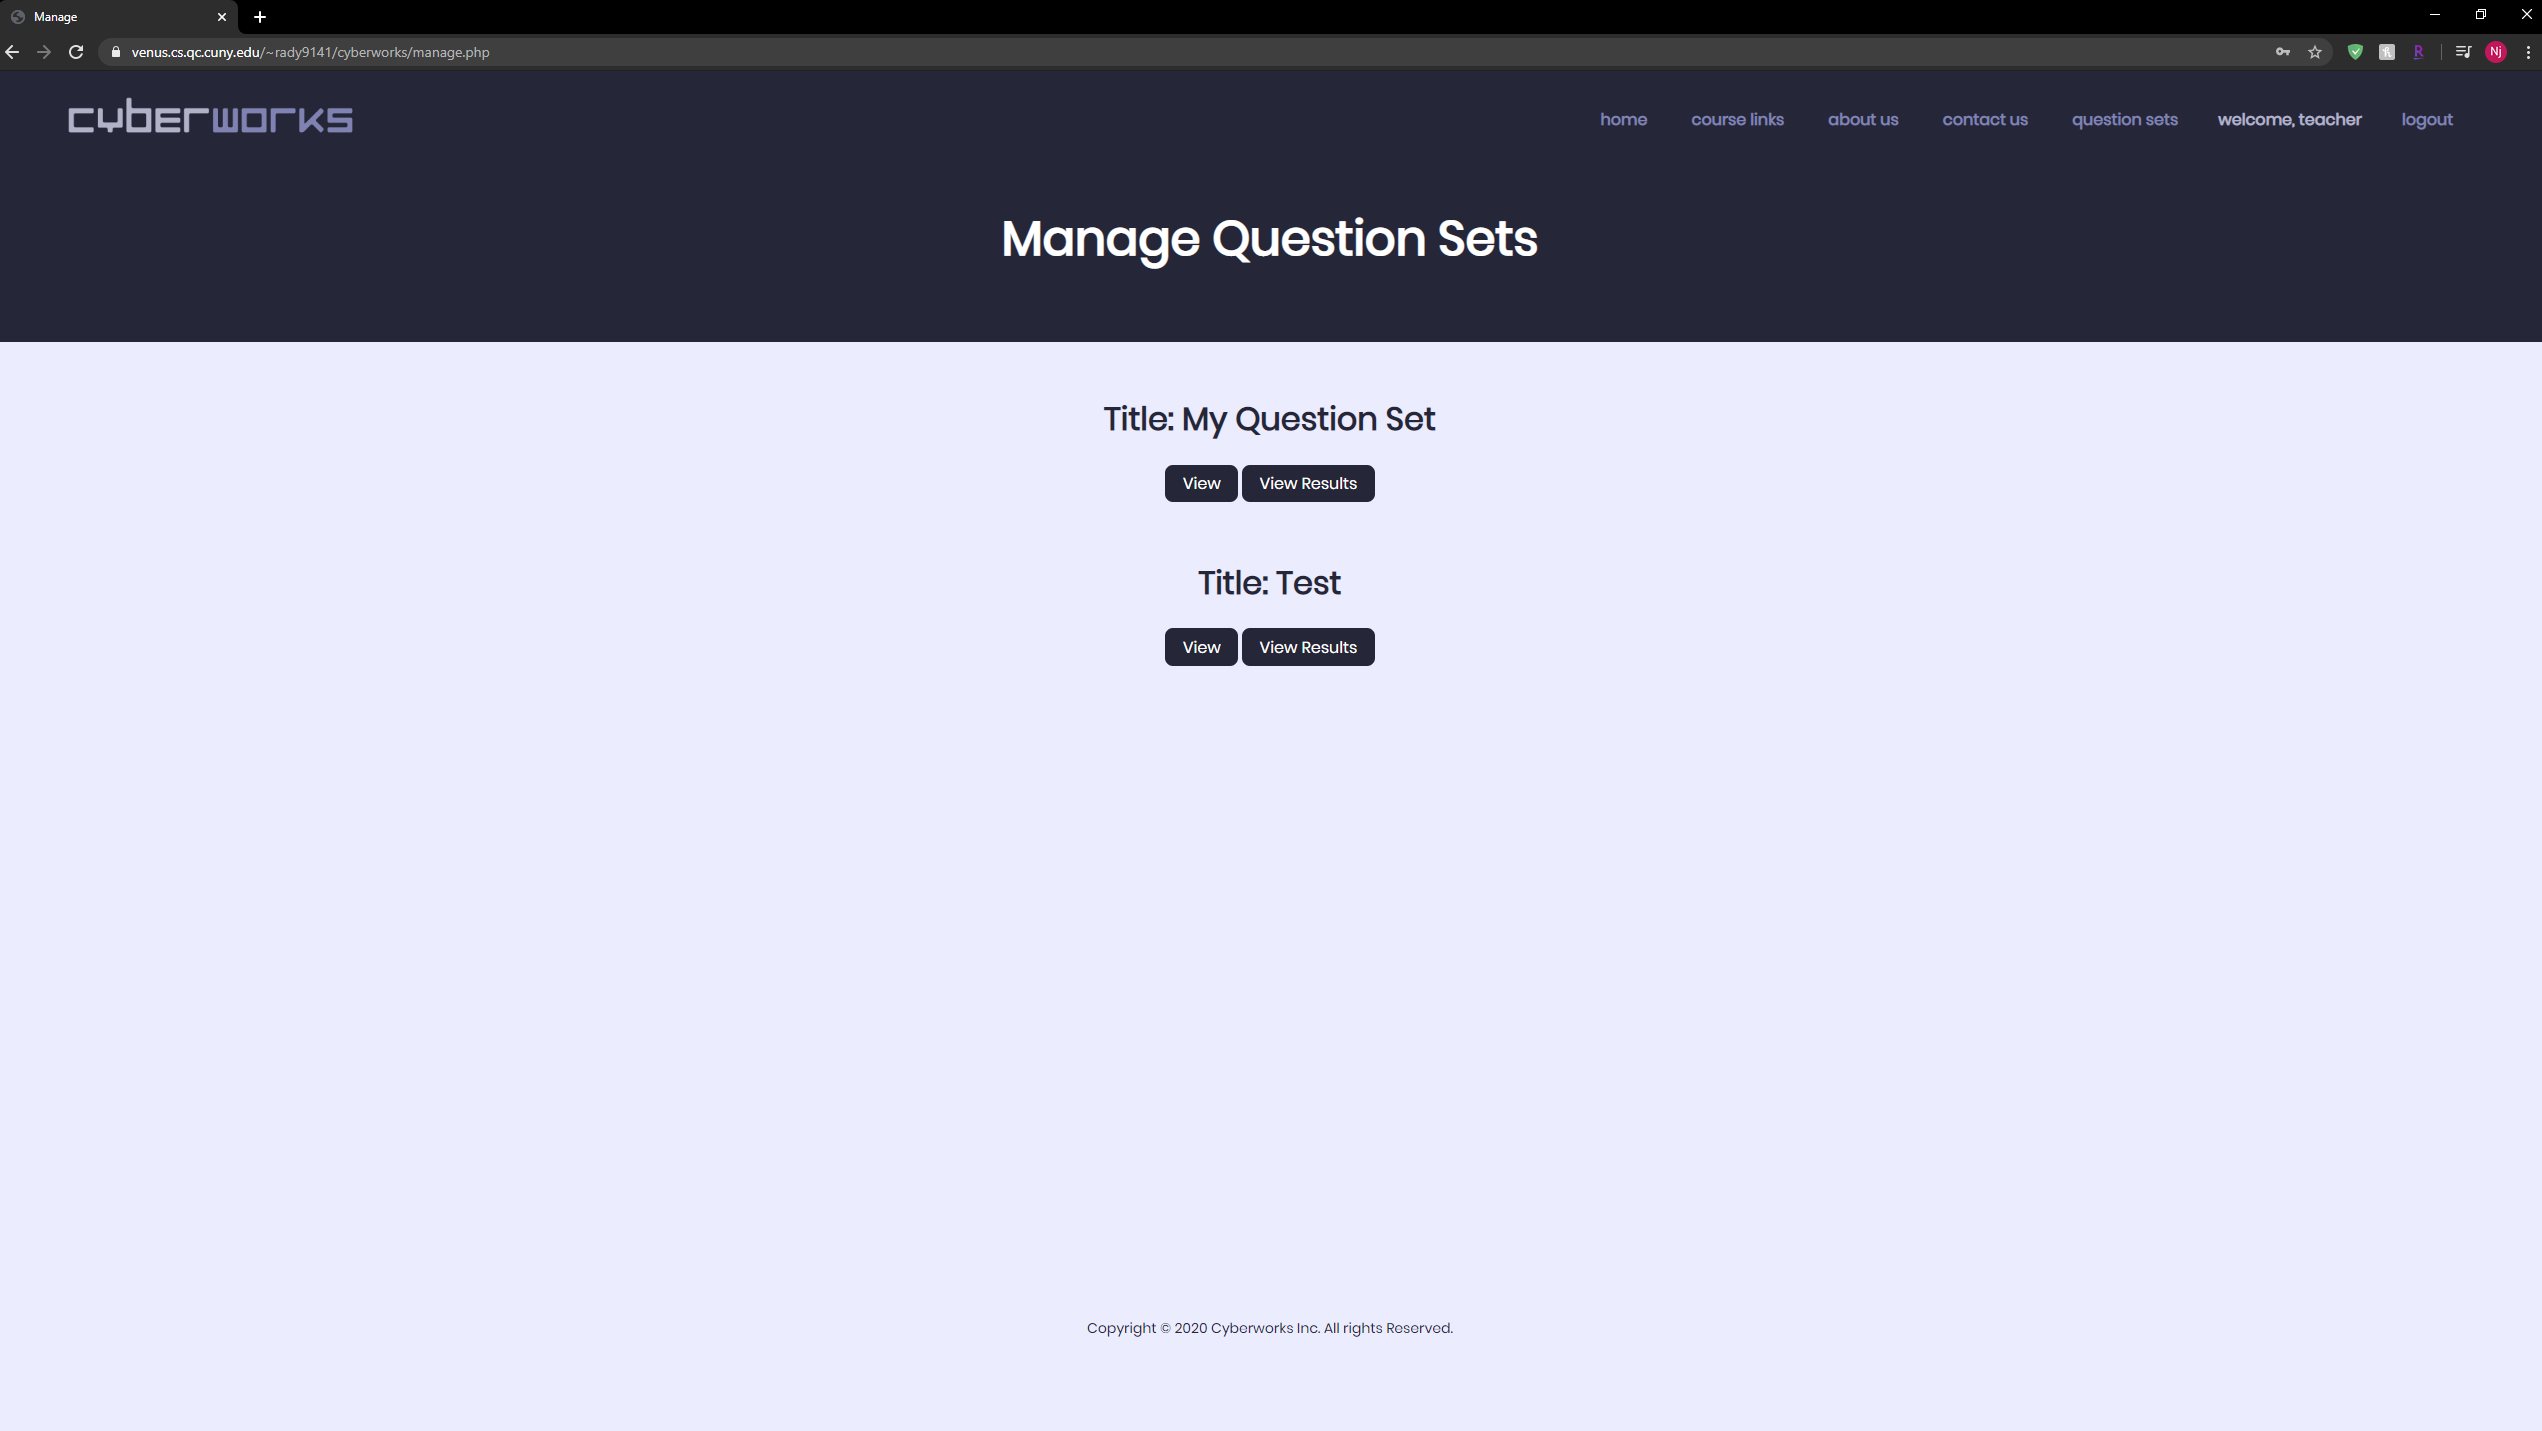 Manage
venus.cs.qc.cuny.edu/~rady9141/cyberworks/manage.php
R
Nj
cyberworks
home course links about us contact us question sets welcome, teacher logout
Manage Question Sets
Title: My Question Set
View View Results
Title: Test
View View Results
Copyright © 2020 Cyberworks Inc. All rights Reserved.